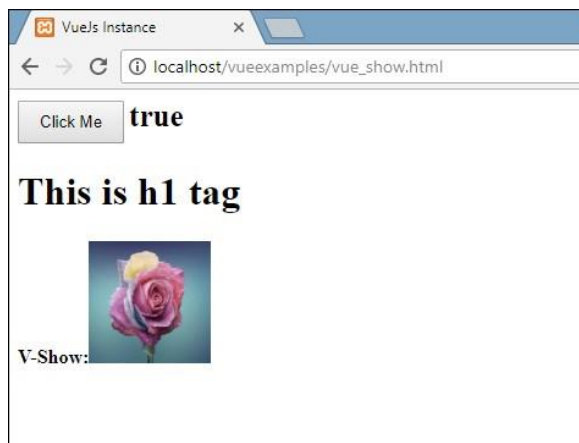 VueJs Instance
localhost/vueexamples/vue_show.html
Click Me true
This is h1 tag
V-Show: